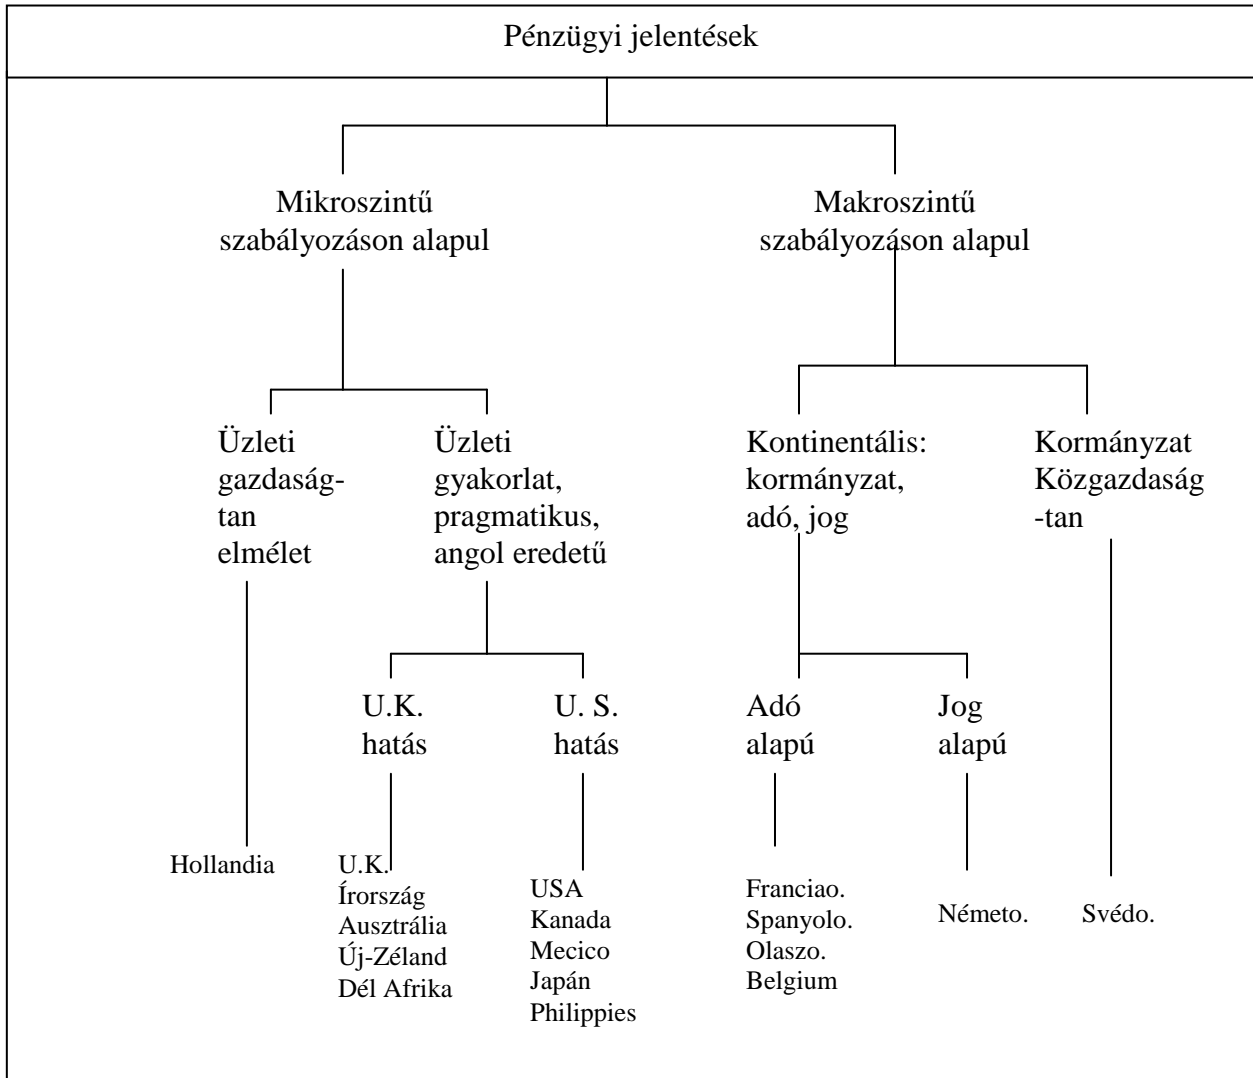 Pénzügyi jelentések
Mikroszintű
szabályozáson alapul
Makroszintű
szabályozáson alapul
Üzleti
gazdaság-
tan
elmélet
Üzleti
gyakorlat,
pragmatikus,
angol eredetű
Kontinentális:
kormányzat,
adó, jog
Kormányzat
Közgazdaság
-tan
U.K.
hatás
U. S.
hatás
Adó
alapú
Jog
alapú
Hollandia
U.K.
Írország
Ausztrália
Új-Zéland
Dél Afrika
USA
Kanada
Mecico
Japán
Philippies
Franciao.
Spanyolo.
Olaszo.
Belgium
Németo.
Svédo.